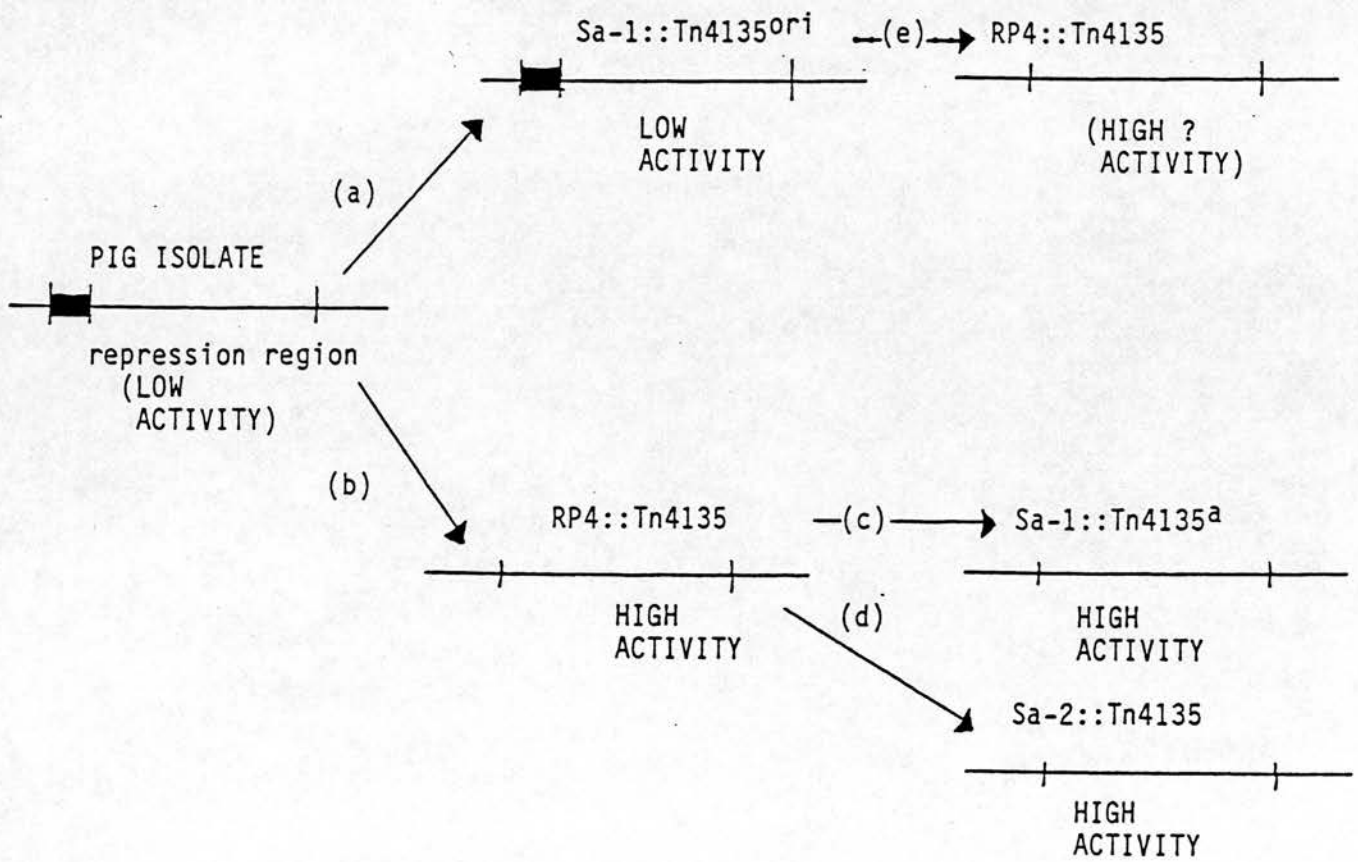 Sa-1::Tn4135ori —(e)→ RP4::Tn4135
LOW
ACTIVITY
(HIGH ?
ACTIVITY)
(a)
PIG ISOLATE
repression region
(LOW
ACTIVITY)
(b)
RP4::Tn4135 —(c)→ Sa-1::Tn4135a
HIGH
ACTIVITY
(d)
HIGH
ACTIVITY
Sa-2::Tn4135
HIGH
ACTIVITY